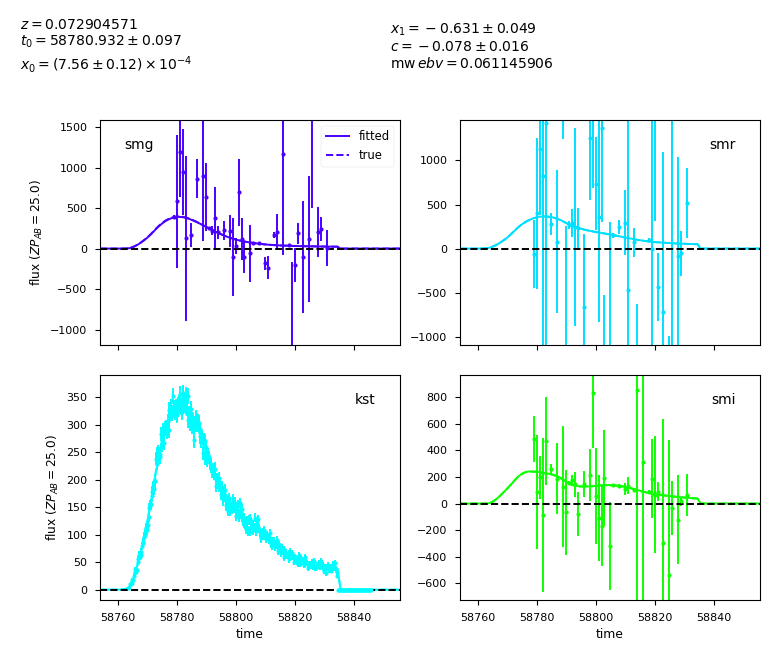 z = 0.072904571
t₀ = 58780.932 ± 0.097
x₀ = (7.56 ± 0.12) × 10⁻⁴
x₁ = −0.631 ± 0.049
c = −0.078 ± 0.016
mw ebv = 0.061145906
smg
fitted
true
1500
1000
500
0
−500
−1000
flux (ZP_AB = 25.0)
smr
1000
500
0
−500
−1000
kst
350
300
250
200
150
100
50
0
flux (ZP_AB = 25.0)
58760 58780 58800 58820 58840
time
smi
800
600
400
200
0
−200
−400
−600
58760 58780 58800 58820 58840
time